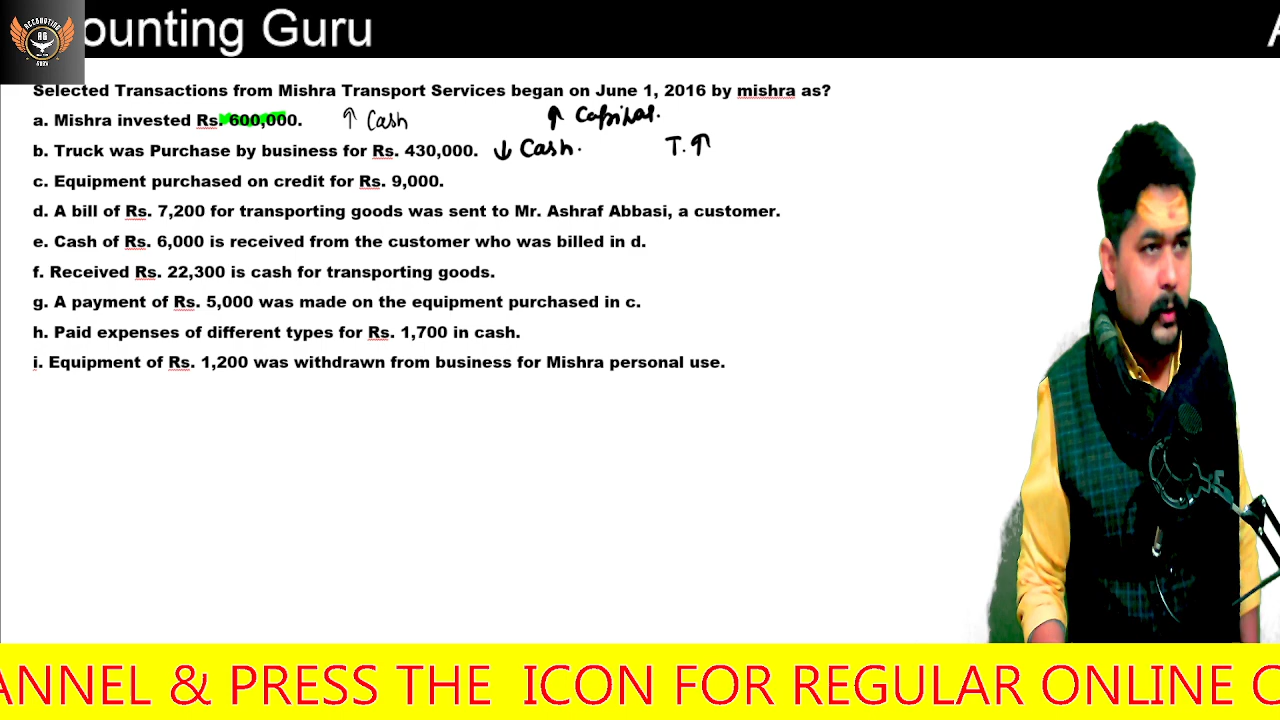 ounting Guru
A
ACCOUNTING
AG
GURU
Selected Transactions from Mishra Transport Services began on June 1, 2016 by mishra as?
a. Mishra invested Rs. 600,000. ↑ Cash ↑ Capital.
b. Truck was Purchase by business for Rs. 430,000. ↓ Cash. T.↑
c. Equipment purchased on credit for Rs. 9,000.
d. A bill of Rs. 7,200 for transporting goods was sent to Mr. Ashraf Abbasi, a customer.
e. Cash of Rs. 6,000 is received from the customer who was billed in d.
f. Received Rs. 22,300 is cash for transporting goods.
g. A payment of Rs. 5,000 was made on the equipment purchased in c.
h. Paid expenses of different types for Rs. 1,700 in cash.
i. Equipment of Rs. 1,200 was withdrawn from business for Mishra personal use.
ANNEL & PRESS THE ICON FOR REGULAR ONLINE C